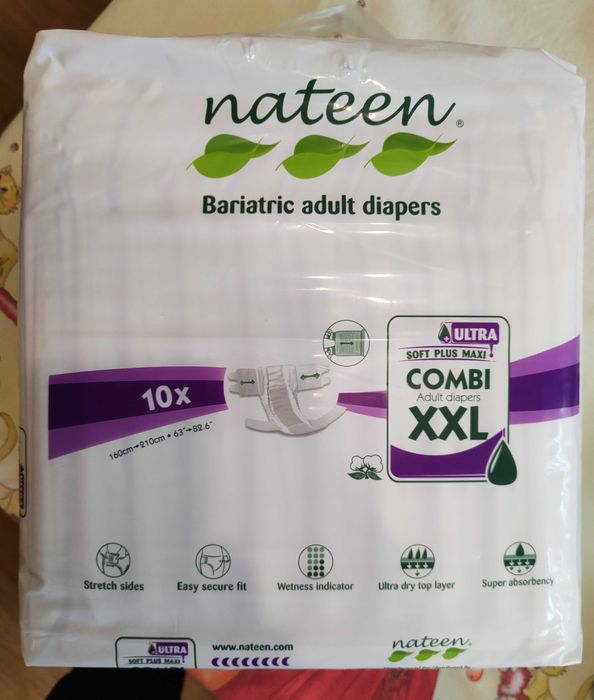 nateen®
Bariatric adult diapers
ULTRA
SOFT PLUS MAXI
COMBI
Adult diapers
XXL
10x
160cm→210cm • 63"→82.6"
Stretch sides
Easy secure fit
Wetness indicator
Ultra dry top layer
Super absorbency
ULTRA
SOFT PLUS MAXI
www.nateen.com
nateen®